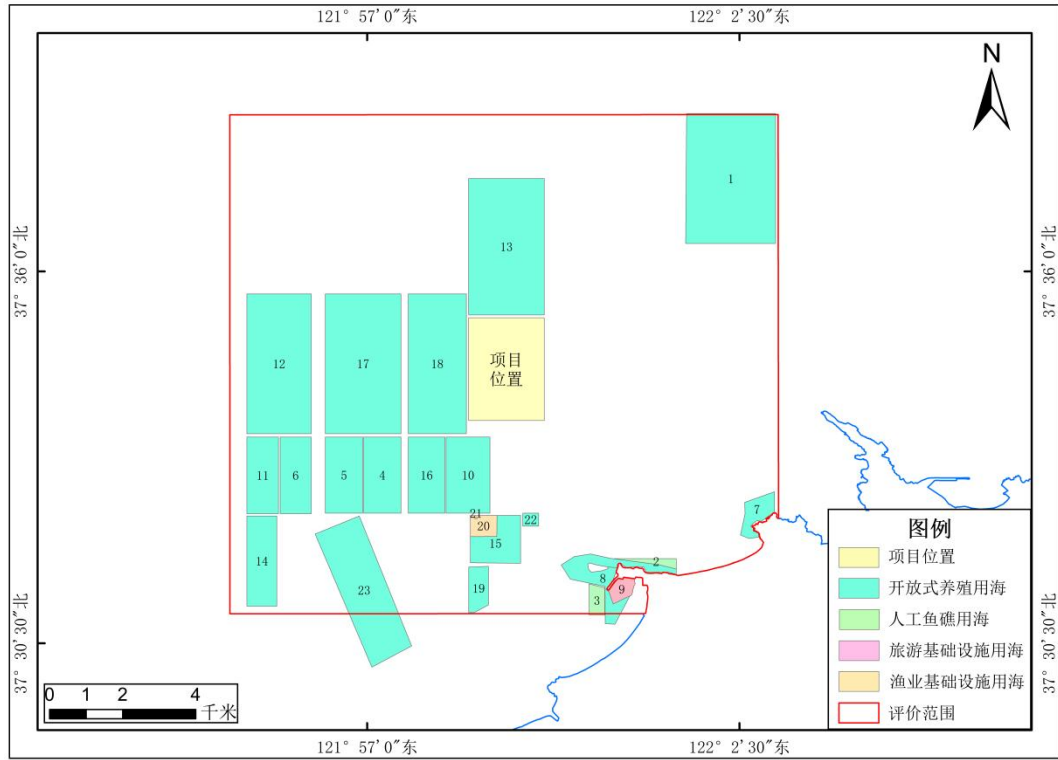 121° 57′0″东
122° 2′30″东
N
1
13
37° 36′0″北
37° 36′0″北
12
17
18
项目
位置
11
6
5
4
16
10
7
21
20
22
15
14
23
19
2
8
9
3
图例
项目位置
开放式养殖用海
人工鱼礁用海
旅游基础设施用海
渔业基础设施用海
评价范围
37° 30′30″北
37° 30′30″北
0 1 2 4
千米
121° 57′0″东
122° 2′30″东